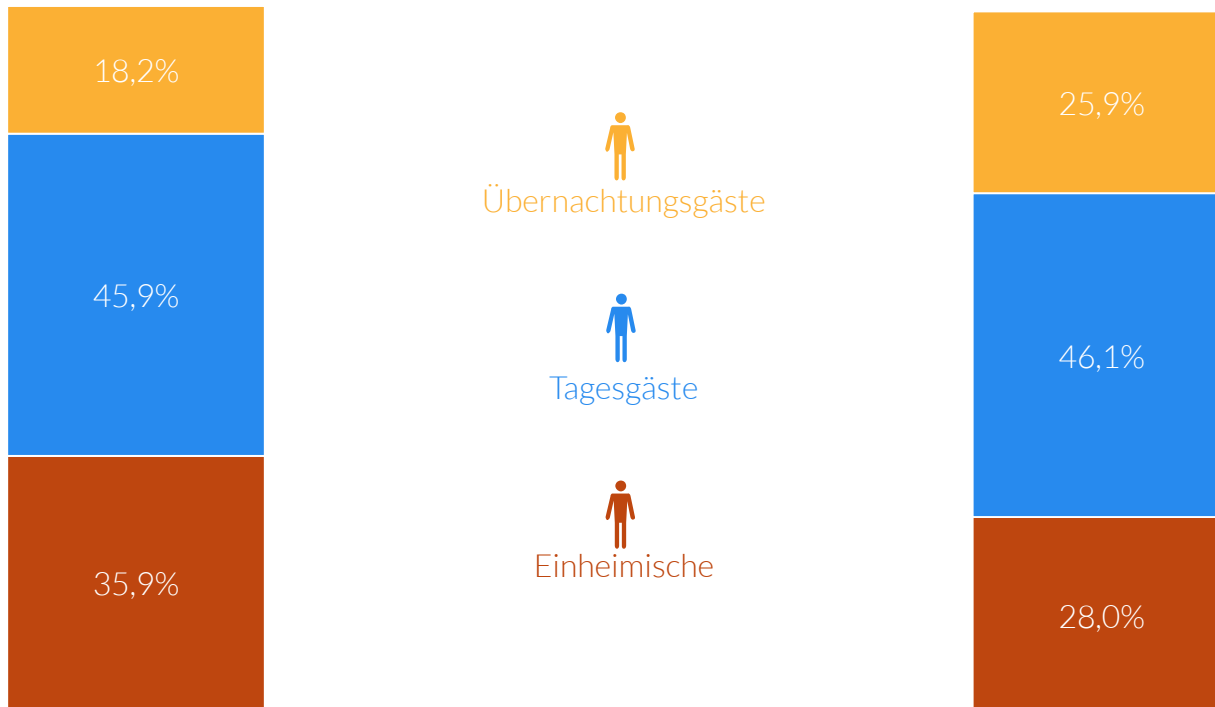 18,2%
45,9%
35,9%
Übernachtungsgäste
Tagesgäste
Einheimische
25,9%
46,1%
28,0%